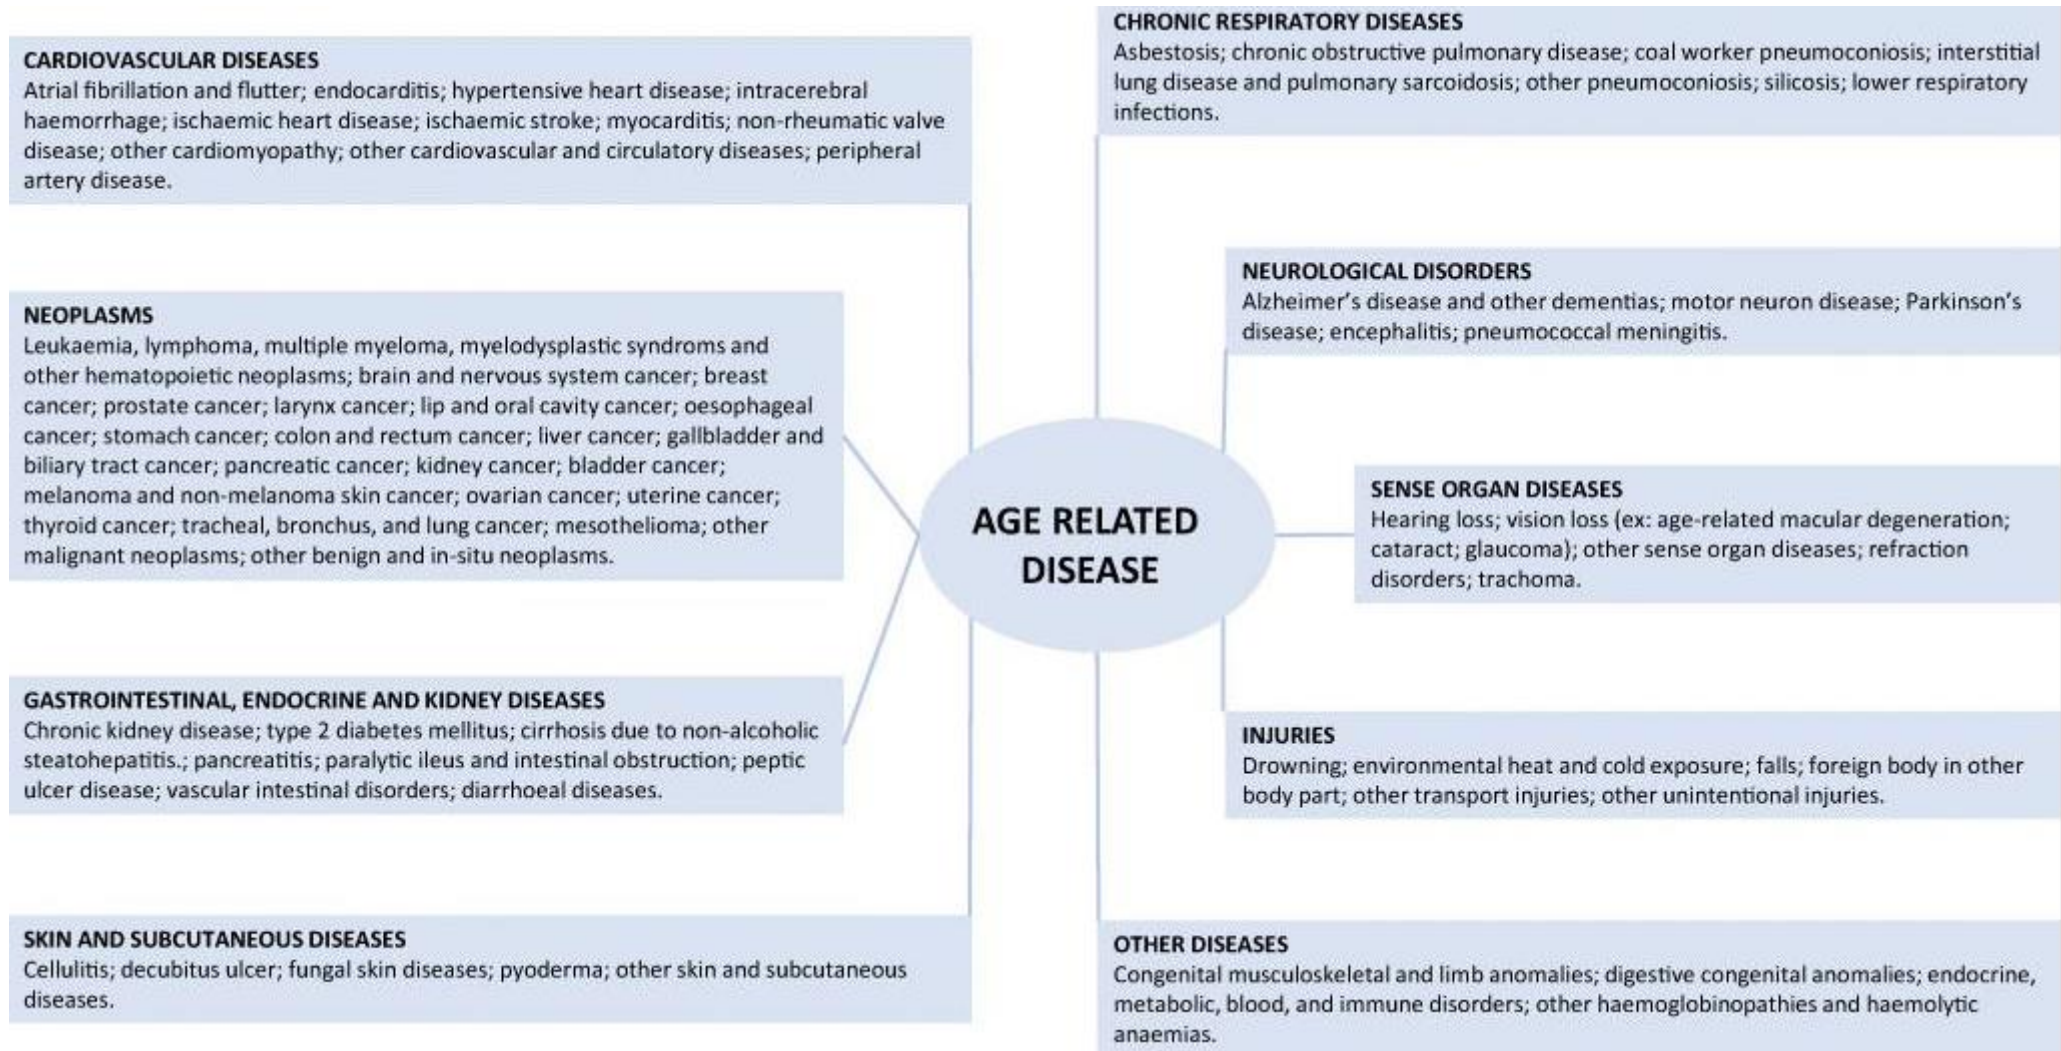 CARDIOVASCULAR DISEASES
Atrial fibrillation and flutter; endocarditis; hypertensive heart disease; intracerebral
haemorrhage; ischaemic heart disease; ischaemic stroke; myocarditis; non-rheumatic valve
disease; other cardiomyopathy; other cardiovascular and circulatory diseases; peripheral
artery disease.
NEOPLASMS
Leukaemia, lymphoma, multiple myeloma, myelodysplastic syndroms and
other hematopoietic neoplasms; brain and nervous system cancer; breast
cancer; prostate cancer; larynx cancer; lip and oral cavity cancer; oesophageal
cancer; stomach cancer; colon and rectum cancer; liver cancer; gallbladder and
biliary tract cancer; pancreatic cancer; kidney cancer; bladder cancer;
melanoma and non-melanoma skin cancer; ovarian cancer; uterine cancer;
thyroid cancer; tracheal, bronchus, and lung cancer; mesothelioma; other
malignant neoplasms; other benign and in-situ neoplasms.
GASTROINTESTINAL, ENDOCRINE AND KIDNEY DISEASES
Chronic kidney disease; type 2 diabetes mellitus; cirrhosis due to non-alcoholic
steatohepatitis.; pancreatitis; paralytic ileus and intestinal obstruction; peptic
ulcer disease; vascular intestinal disorders; diarrhoeal diseases.
SKIN AND SUBCUTANEOUS DISEASES
Cellulitis; decubitus ulcer; fungal skin diseases; pyoderma; other skin and subcutaneous
diseases.
AGE RELATED
DISEASE
CHRONIC RESPIRATORY DISEASES
Asbestosis; chronic obstructive pulmonary disease; coal worker pneumoconiosis; interstitial
lung disease and pulmonary sarcoidosis; other pneumoconiosis; silicosis; lower respiratory
infections.
NEUROLOGICAL DISORDERS
Alzheimer's disease and other dementias; motor neuron disease; Parkinson's
disease; encephalitis; pneumococcal meningitis.
SENSE ORGAN DISEASES
Hearing loss; vision loss (ex: age-related macular degeneration;
cataract; glaucoma); other sense organ diseases; refraction
disorders; trachoma.
INJURIES
Drowning; environmental heat and cold exposure; falls; foreign body in other
body part; other transport injuries; other unintentional injuries.
OTHER DISEASES
Congenital musculoskeletal and limb anomalies; digestive congenital anomalies; endocrine,
metabolic, blood, and immune disorders; other haemoglobinopathies and haemolytic
anaemias.